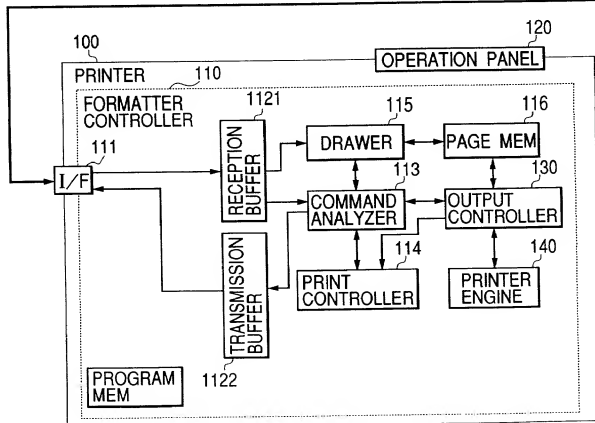 100
PRINTER
120
OPERATION PANEL
110
FORMATTER
CONTROLLER
111
I/F
1121
RECEPTION
BUFFER
115
DRAWER
116
PAGE MEM
113
COMMAND
ANALYZER
130
OUTPUT
CONTROLLER
114
PRINT
CONTROLLER
140
PRINTER
ENGINE
TRANSMISSION
BUFFER
1122
PROGRAM
MEM